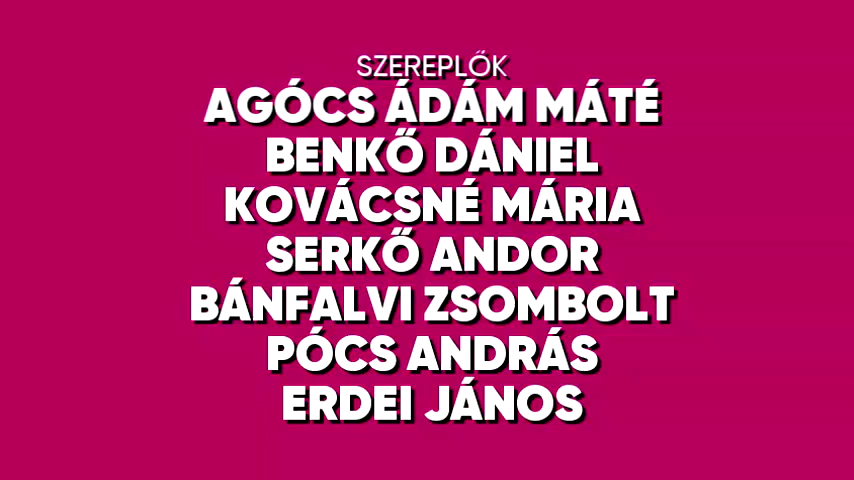 SZEREPLŐK
AGÓCS ÁDÁM MÁTÉ
BENKŐ DÁNIEL
KOVÁCSNÉ MÁRIA
SERKŐ ANDOR
BÁNFALVI ZSOMBOLT
PÓCS ANDRÁS
ERDEI JÁNOS